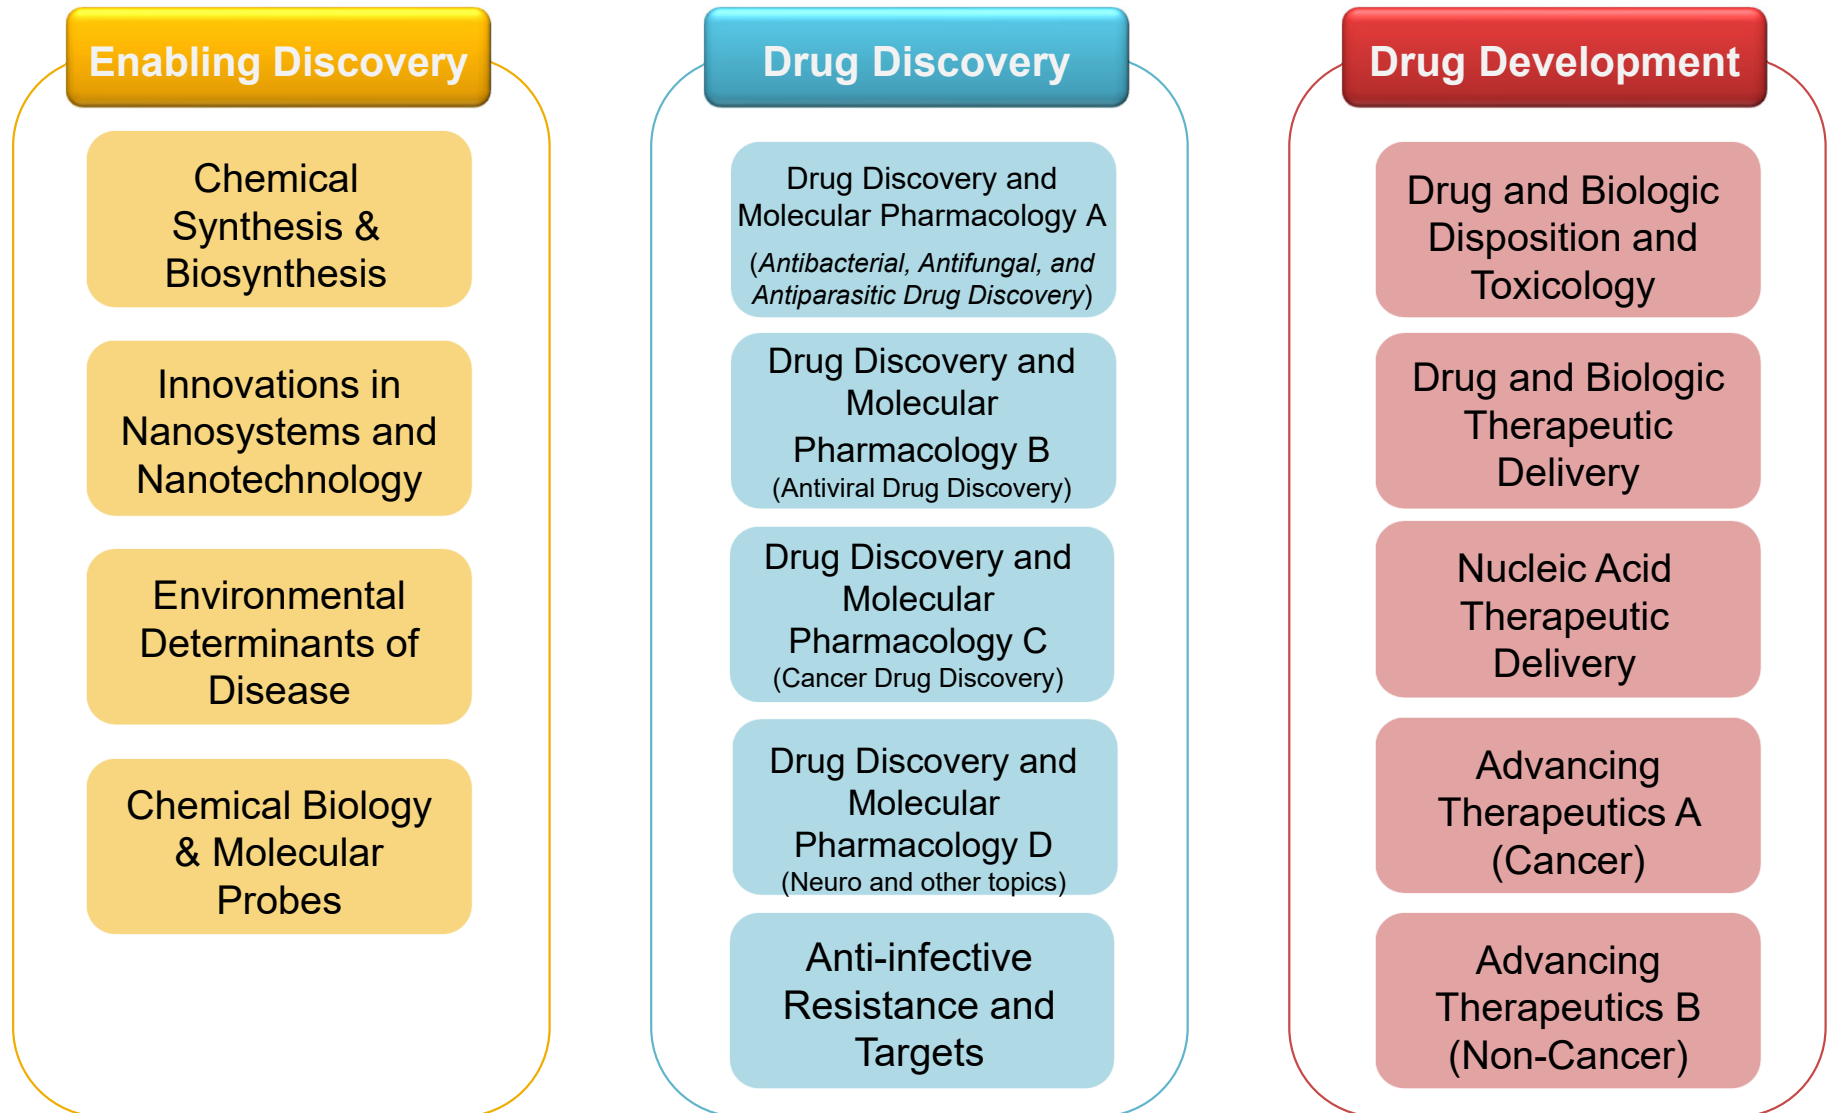 Enabling Discovery
Chemical
Synthesis &
Biosynthesis
Innovations in
Nanosystems and
Nanotechnology
Environmental
Determinants of
Disease
Chemical Biology
& Molecular
Probes
Drug Discovery
Drug Discovery and
Molecular Pharmacology A
(Antibacterial, Antifungal, and
Antiparasitic Drug Discovery)
Drug Discovery and
Molecular
Pharmacology B
(Antiviral Drug Discovery)
Drug Discovery and
Molecular
Pharmacology C
(Cancer Drug Discovery)
Drug Discovery and
Molecular
Pharmacology D
(Neuro and other topics)
Anti-infective
Resistance and
Targets
Drug Development
Drug and Biologic
Disposition and
Toxicology
Drug and Biologic
Therapeutic
Delivery
Nucleic Acid
Therapeutic
Delivery
Advancing
Therapeutics A
(Cancer)
Advancing
Therapeutics B
(Non-Cancer)